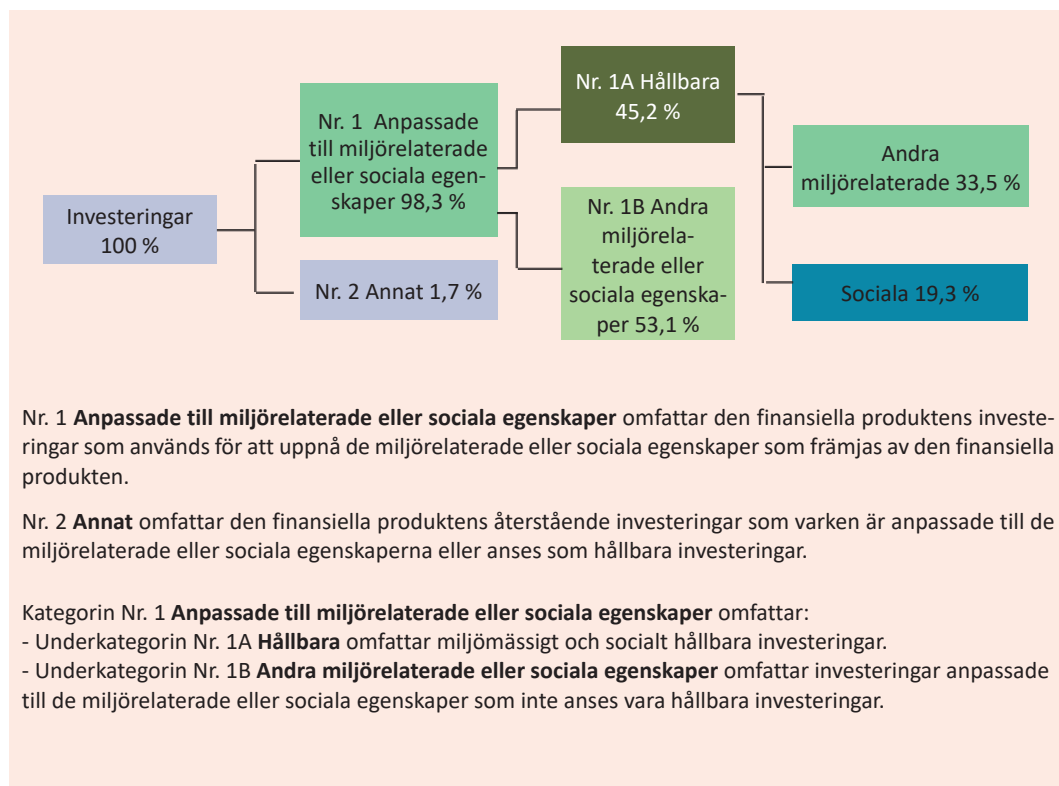 Investeringar
100 %
Nr. 1 Anpassade
till miljörelaterade
eller sociala egen-
skaper 98,3 %
Nr. 2 Annat 1,7 %
Nr. 1A Hållbara
45,2 %
Nr. 1B Andra
miljörela-
terade eller
sociala egenska-
per 53,1 %
Andra
miljörelaterade 33,5 %
Sociala 19,3 %
Nr. 1 Anpassade till miljörelaterade eller sociala egenskaper omfattar den finansiella produktens investe-
ringar som används för att uppnå de miljörelaterade eller sociala egenskaper som främjas av den finansiella
produkten.
Nr. 2 Annat omfattar den finansiella produktens återstående investeringar som varken är anpassade till de
miljörelaterade eller sociala egenskaperna eller anses som hållbara investeringar.
Kategorin Nr. 1 Anpassade till miljörelaterade eller sociala egenskaper omfattar:
- Underkategorin Nr. 1A Hållbara omfattar miljömässigt och socialt hållbara investeringar.
- Underkategorin Nr. 1B Andra miljörelaterade eller sociala egenskaper omfattar investeringar anpassade
till de miljörelaterade eller sociala egenskaper som inte anses vara hållbara investeringar.